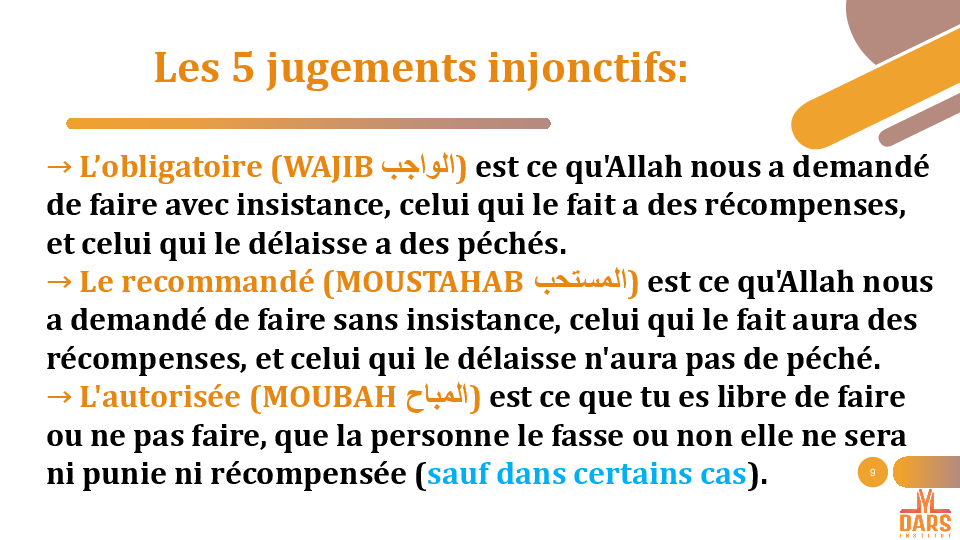 Les 5 jugements injonctifs:
→ L’obligatoire (WAJIB الواجب) est ce qu'Allah nous a demandé
de faire avec insistance, celui qui le fait a des récompenses,
et celui qui le délaisse a des péchés.
→ Le recommandé (MOUSTAHAB المستحب) est ce qu'Allah nous
a demandé de faire sans insistance, celui qui le fait aura des
récompenses, et celui qui le délaisse n'aura pas de péché.
→ L'autorisée (MOUBAH المباح) est ce que tu es libre de faire
ou ne pas faire, que la personne le fasse ou non elle ne sera
ni punie ni récompensée (sauf dans certains cas).
9
DARS
INSTITUT